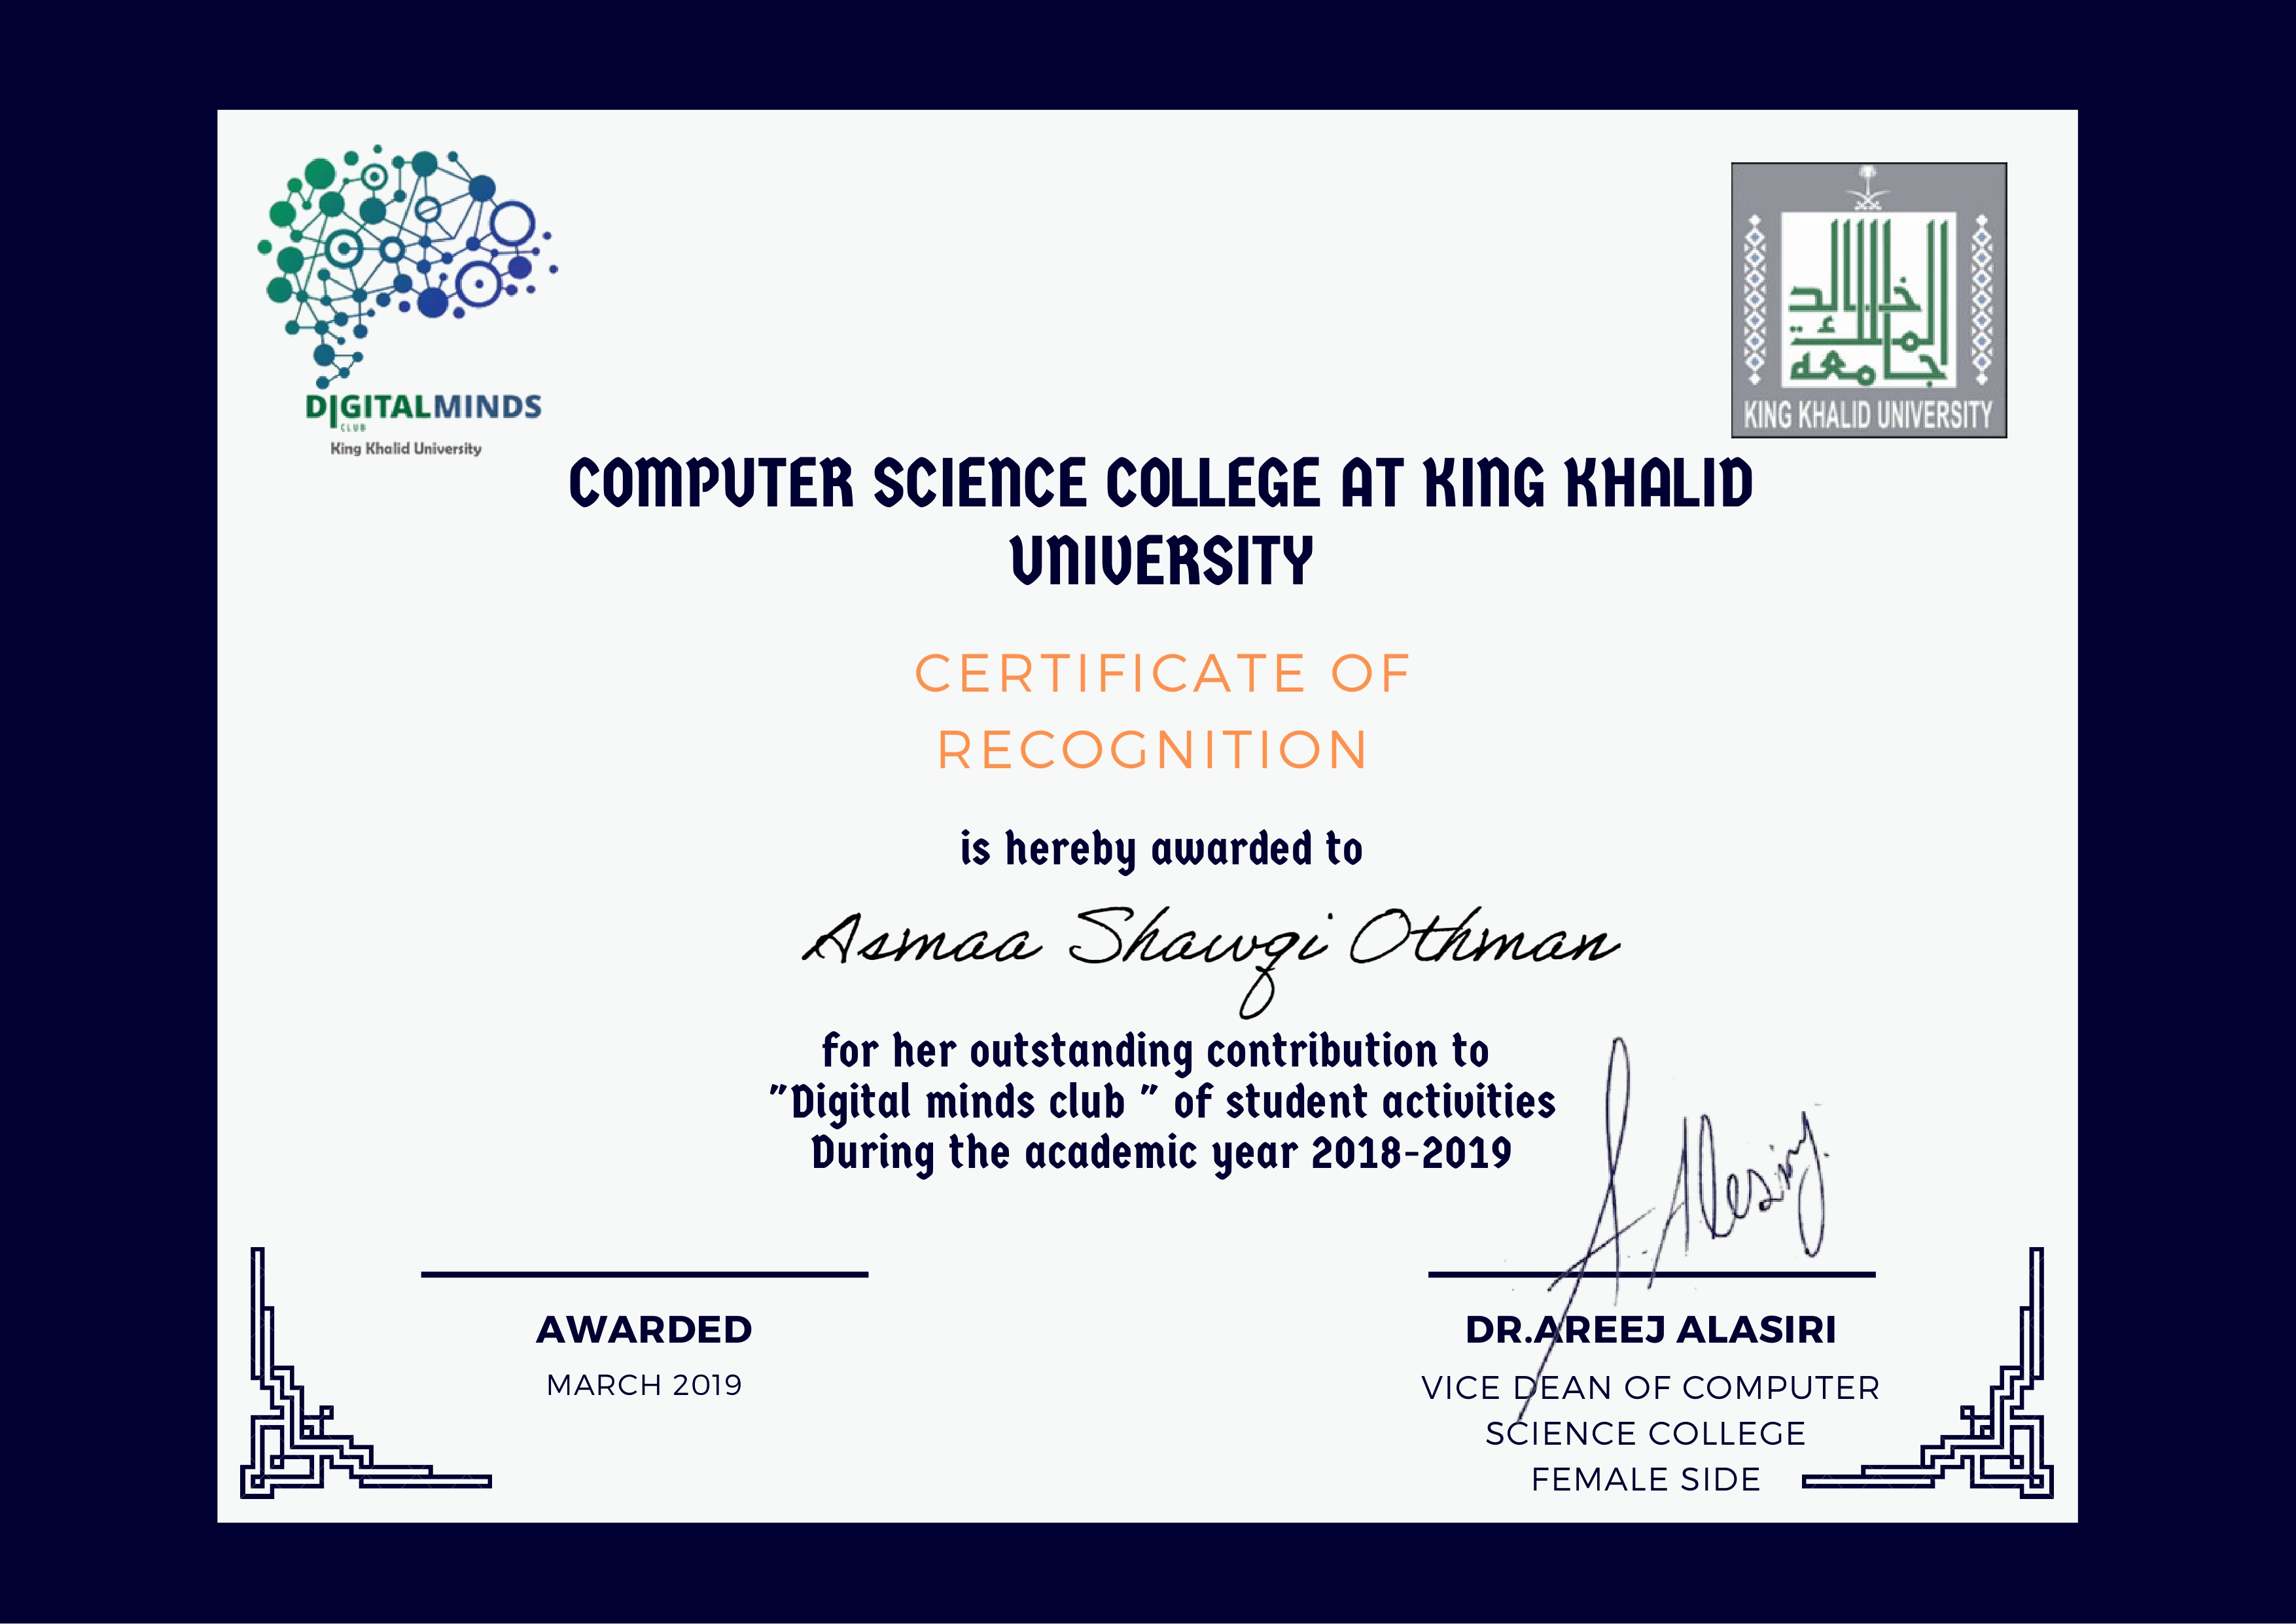 DIGITALMINDS
CLUB
King Khalid University
خالد
الملك
جامعة
KING KHALID UNIVERSITY
COMPUTER SCIENCE COLLEGE AT KING KHALID
UNIVERSITY
CERTIFICATE OF
RECOGNITION
is hereby awarded to
Asmaa Shawqi Othman
for her outstanding contribution to
"Digital minds club " of student activities
During the academic year 2018-2019
A. Alasiry
AWARDED
MARCH 2019
DR.AREEJ ALASIRI
VICE DEAN OF COMPUTER
SCIENCE COLLEGE
FEMALE SIDE